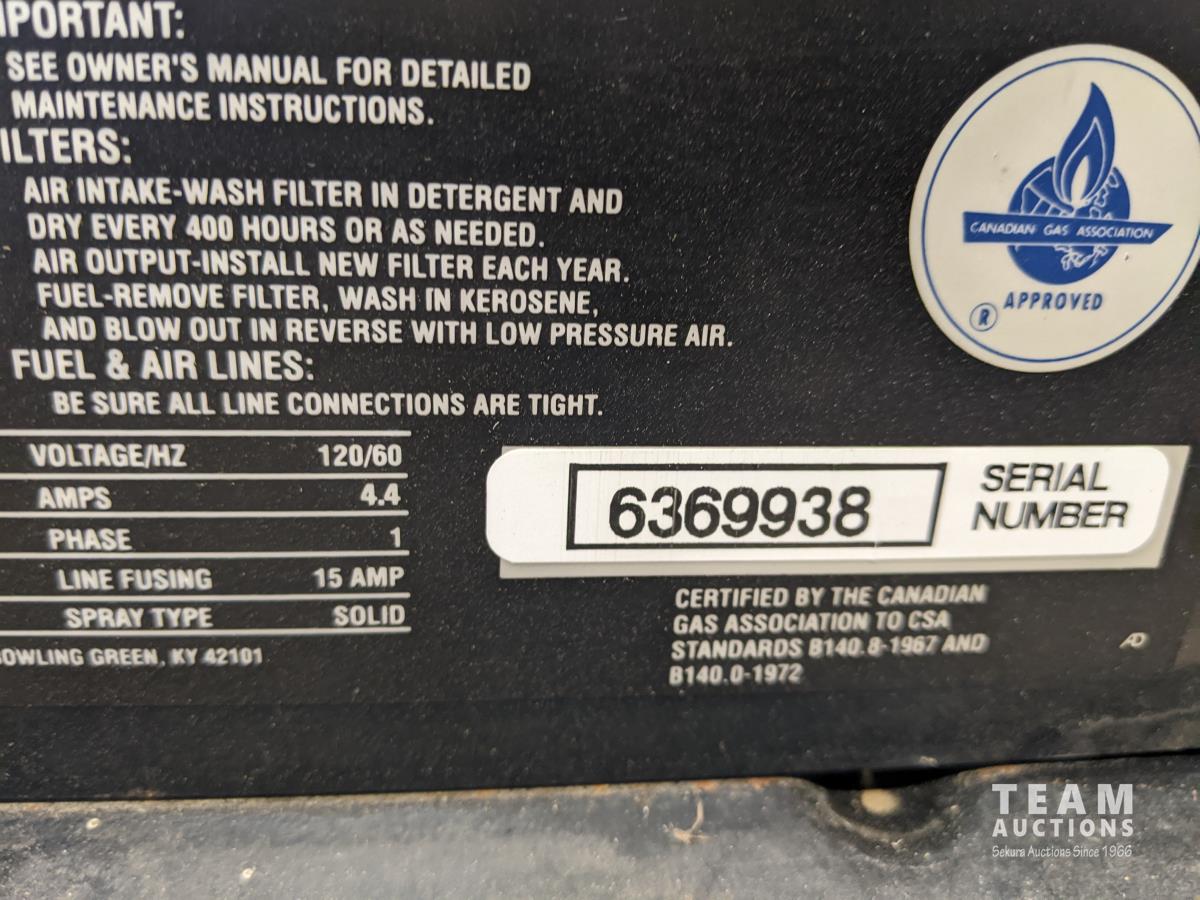 IMPORTANT:
SEE OWNER'S MANUAL FOR DETAILED
MAINTENANCE INSTRUCTIONS.
FILTERS:
AIR INTAKE-WASH FILTER IN DETERGENT AND
DRY EVERY 400 HOURS OR AS NEEDED.
AIR OUTPUT-INSTALL NEW FILTER EACH YEAR.
FUEL-REMOVE FILTER, WASH IN KEROSENE,
AND BLOW OUT IN REVERSE WITH LOW PRESSURE AIR.
FUEL & AIR LINES:
BE SURE ALL LINE CONNECTIONS ARE TIGHT.
VOLTAGE/HZ 120/60
AMPS 4.4
PHASE 1
LINE FUSING 15 AMP
SPRAY TYPE SOLID
BOWLING GREEN, KY 42101
CANADIAN GAS ASSOCIATION
® APPROVED
6369938
SERIAL
NUMBER
CERTIFIED BY THE CANADIAN
GAS ASSOCIATION TO CSA
STANDARDS B140.8-1967 AND
B140.0-1972
AD
TEAM
AUCTIONS
Sekura Auctions Since 1966